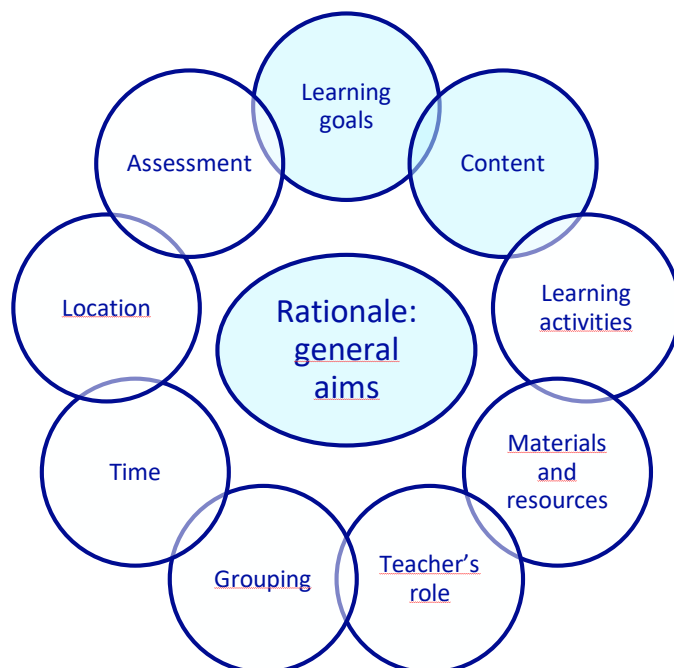 Learning
goals
Content
Learning
activities
Materials
and
resources
Teacher’s
role
Grouping
Time
Location
Assessment
Rationale:
general
aims